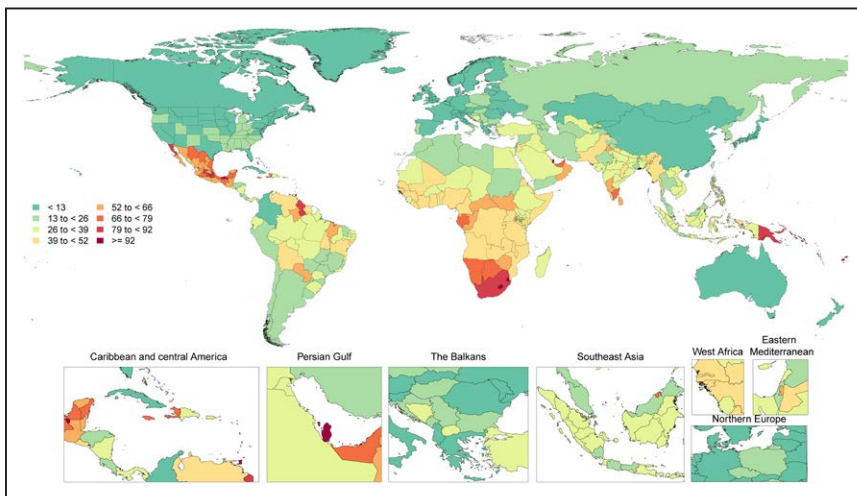 < 13
13 to < 26
26 to < 39
39 to < 52
52 to < 66
66 to < 79
79 to < 92
>= 92
Caribbean and central America
Persian Gulf
The Balkans
Southeast Asia
West Africa
Eastern
Mediterranean
Northern Europe